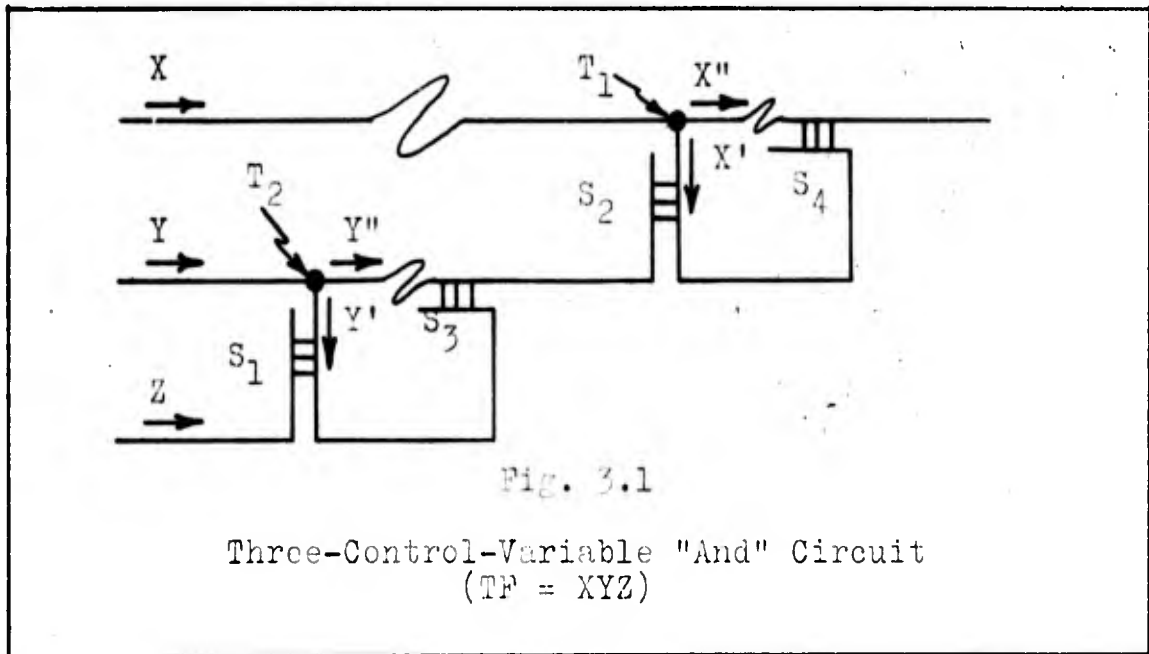 X
T1
X"
X'
S2
S4
T2
Y
Y"
Y'
S3
S1
Z
Fig. 3.1
Three-Control-Variable "And" Circuit
(TF = XYZ)